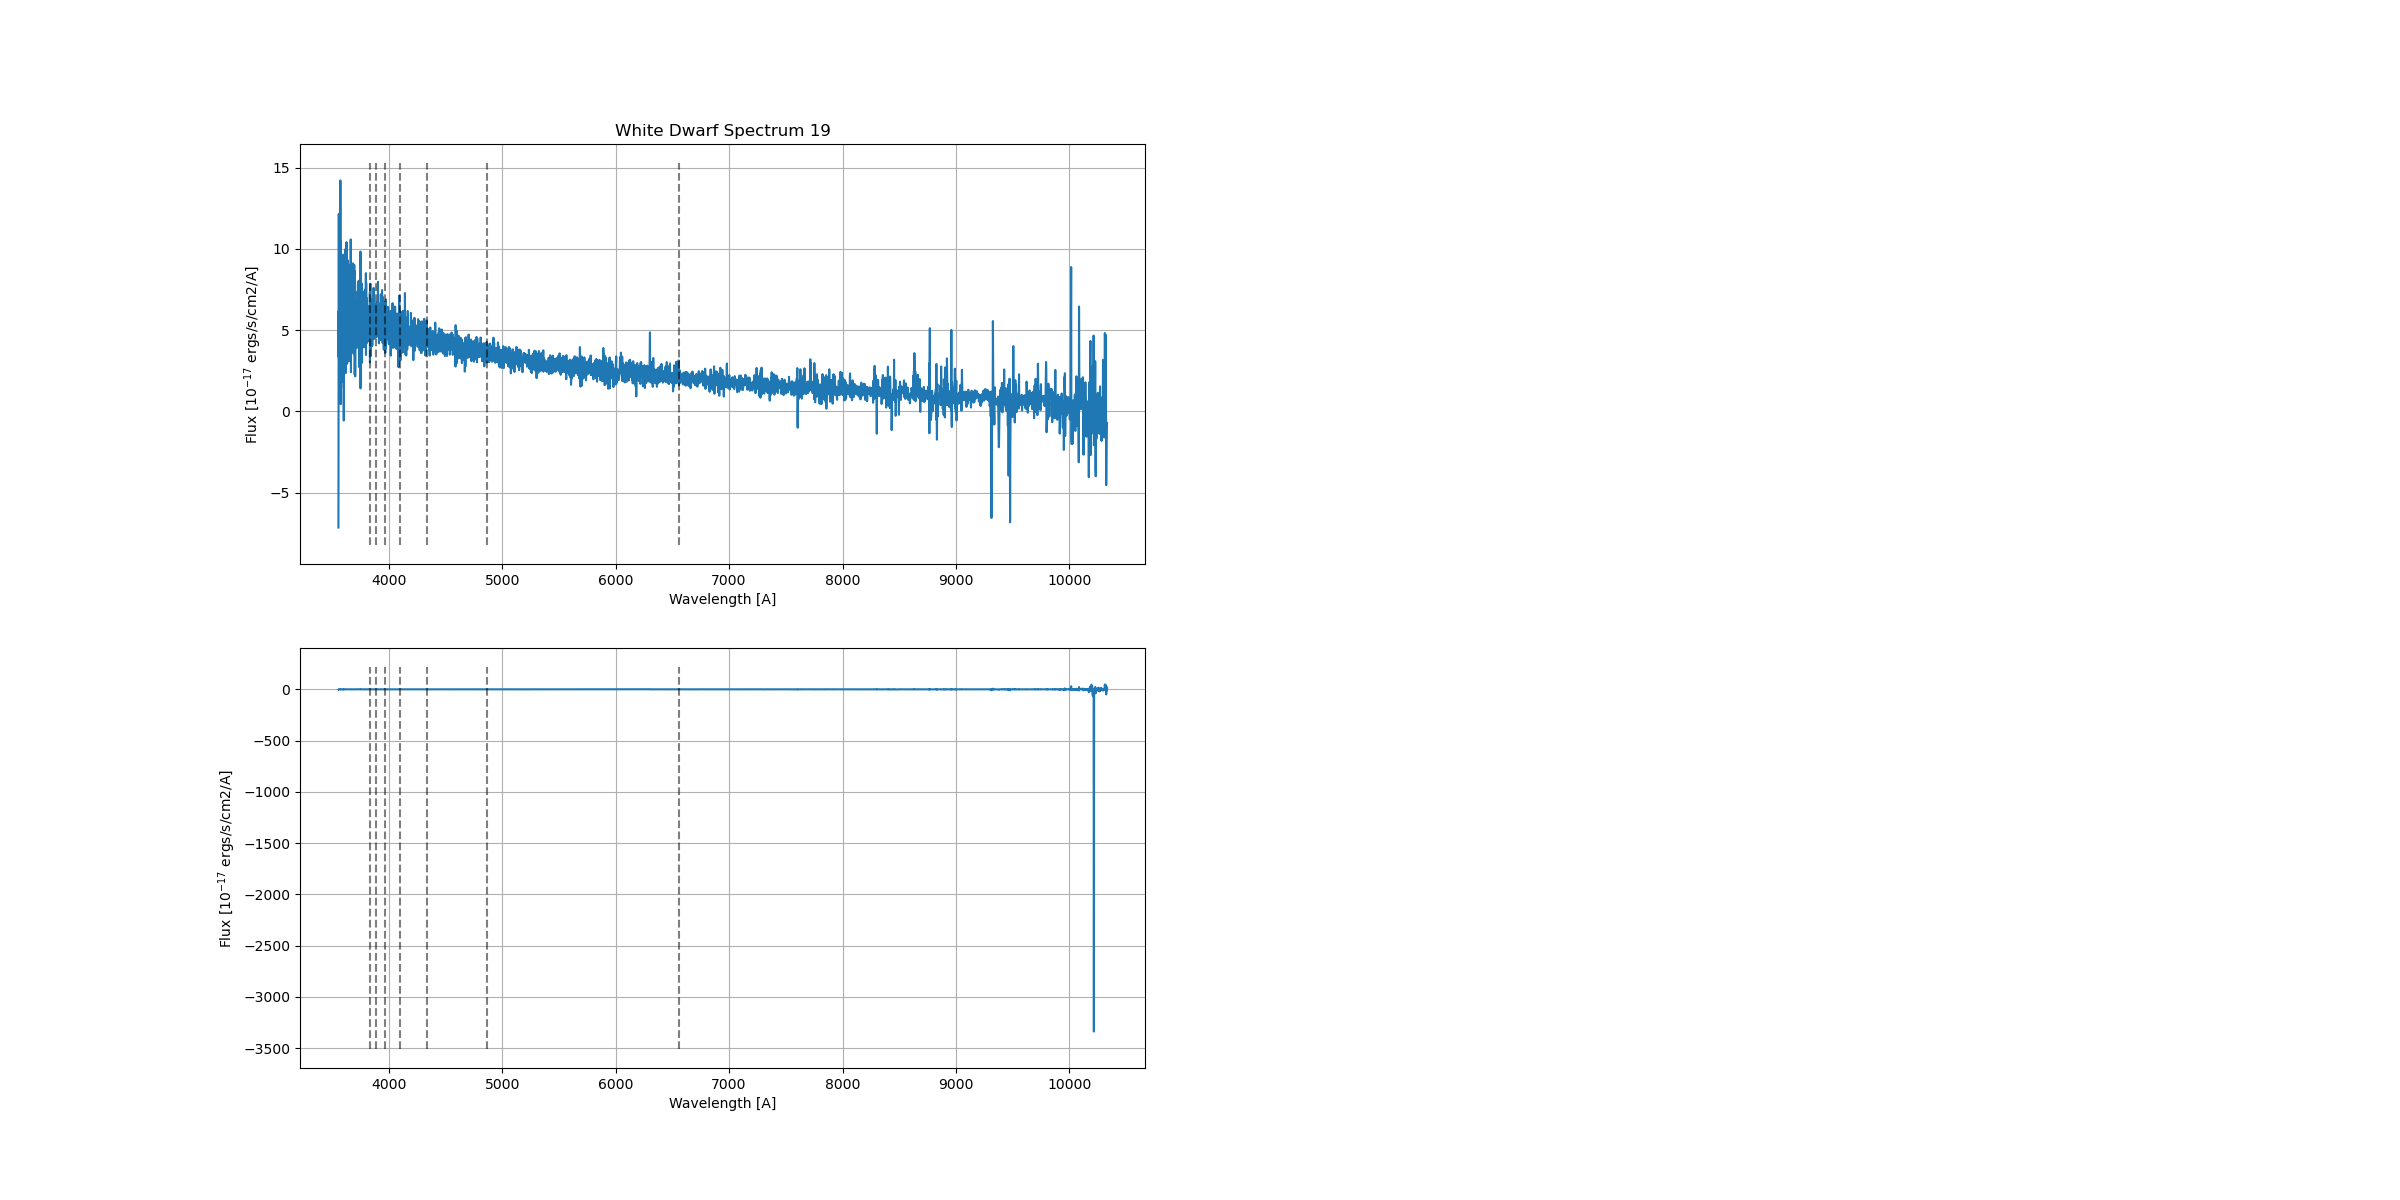 White Dwarf Spectrum 19
15
10
5
0
−5
Flux [10⁻¹⁷ ergs/s/cm2/A]
4000 5000 6000 7000 8000 9000 10000
Wavelength [A]
0
−500
−1000
−1500
−2000
−2500
−3000
−3500
Flux [10⁻¹⁷ ergs/s/cm2/A]
4000 5000 6000 7000 8000 9000 10000
Wavelength [A]